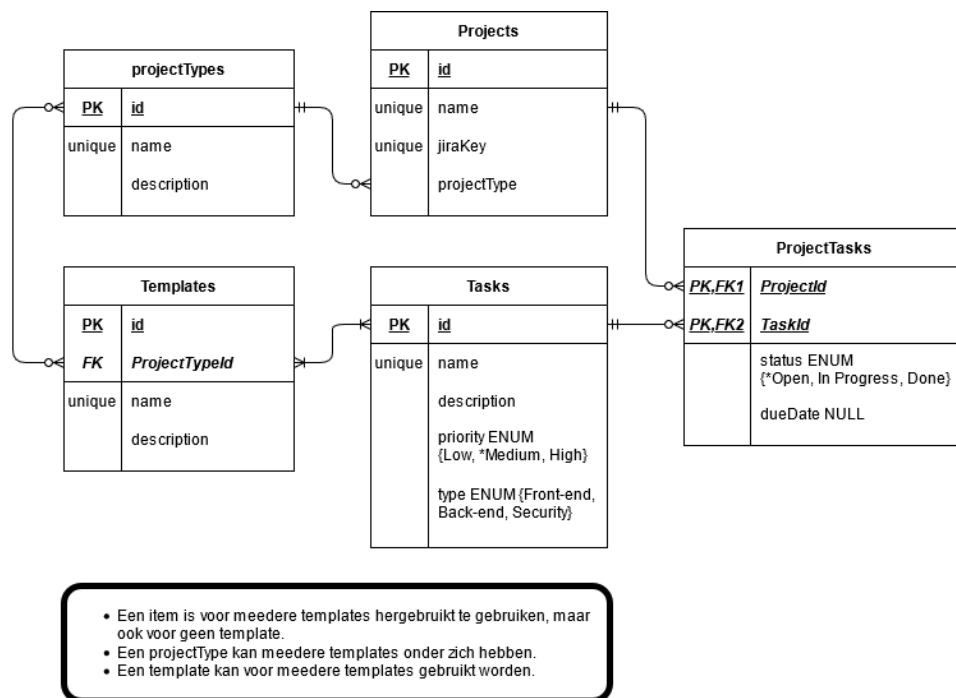 Projects
PK id
unique name
unique jiraKey
projectType
projectTypes
PK id
unique name
description
ProjectTasks
PK,FK1 ProjectId
PK,FK2 TaskId
status ENUM
{*Open, In Progress, Done}
dueDate NULL
Templates
PK id
FK ProjectTypeId
unique name
description
Tasks
PK id
unique name
description
priority ENUM
{Low, *Medium, High}
type ENUM {Front-end,
Back-end, Security}
• Een item is voor meedere templates hergebruikt te gebruiken, maar
ook voor geen template.
• Een projectType kan meedere templates onder zich hebben.
• Een template kan voor meedere templates gebruikt worden.